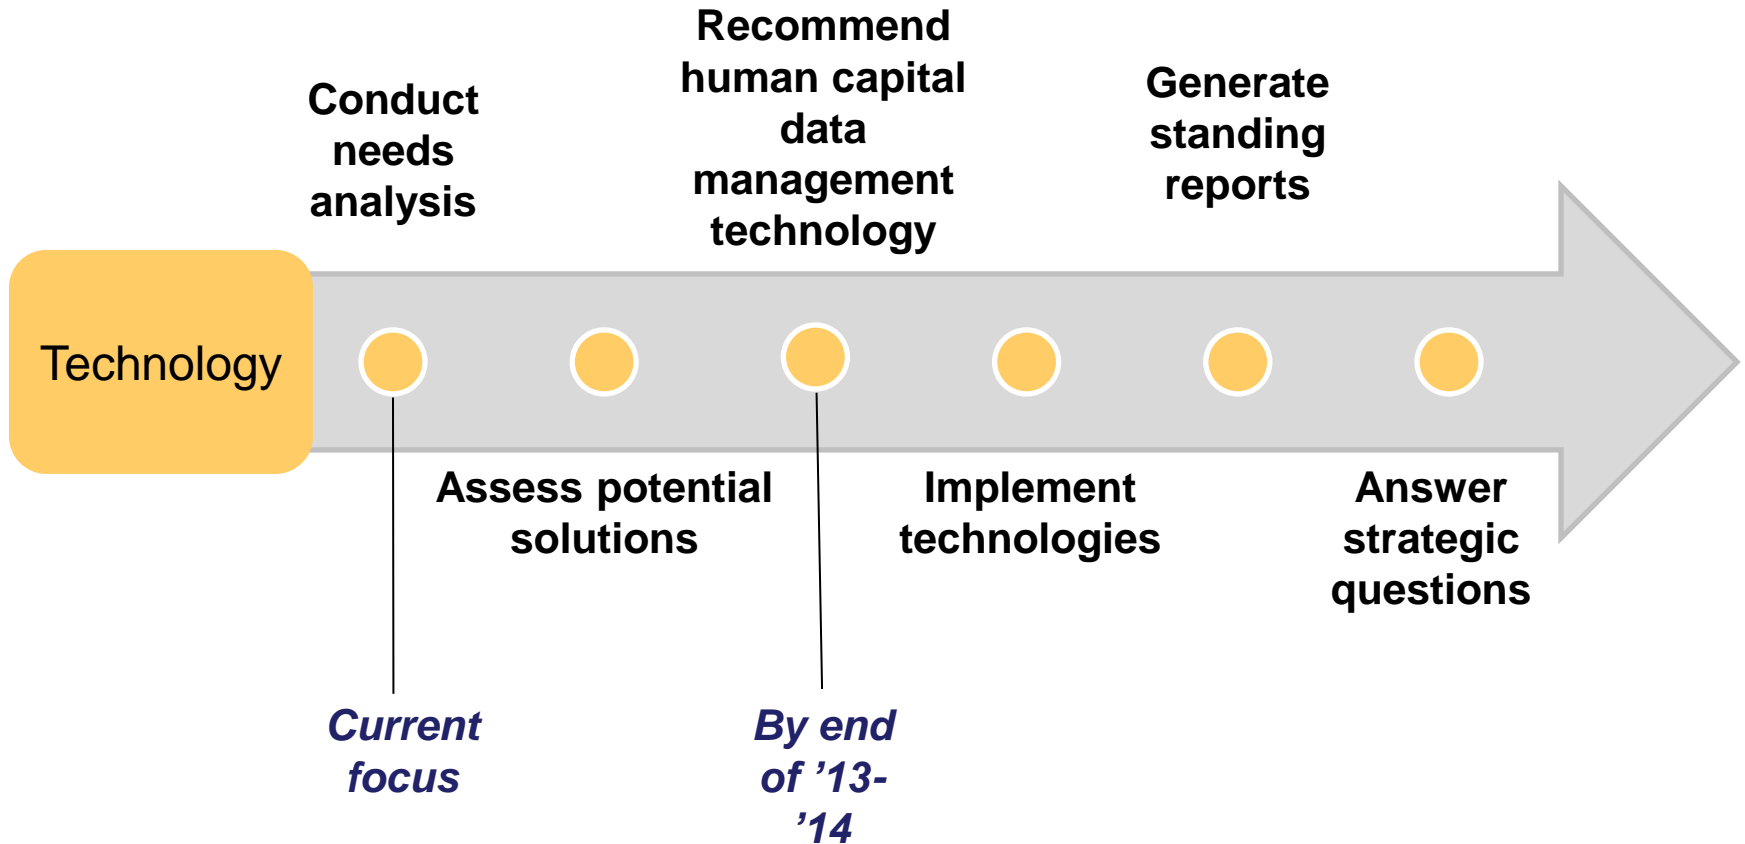 Technology
Conduct
needs
analysis
Assess potential
solutions
Recommend
human capital
data
management
technology
Implement
technologies
Generate
standing
reports
Answer
strategic
questions
Current
focus
By end
of ’13-
’14